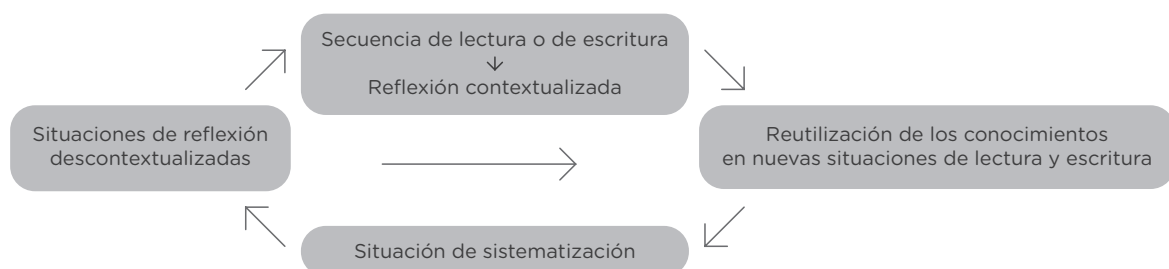 Secuencia de lectura o de escritura
Reflexión contextualizada
Situaciones de reflexión
descontextualizadas
Reutilización de los conocimientos
en nuevas situaciones de lectura y escritura
Situación de sistematización